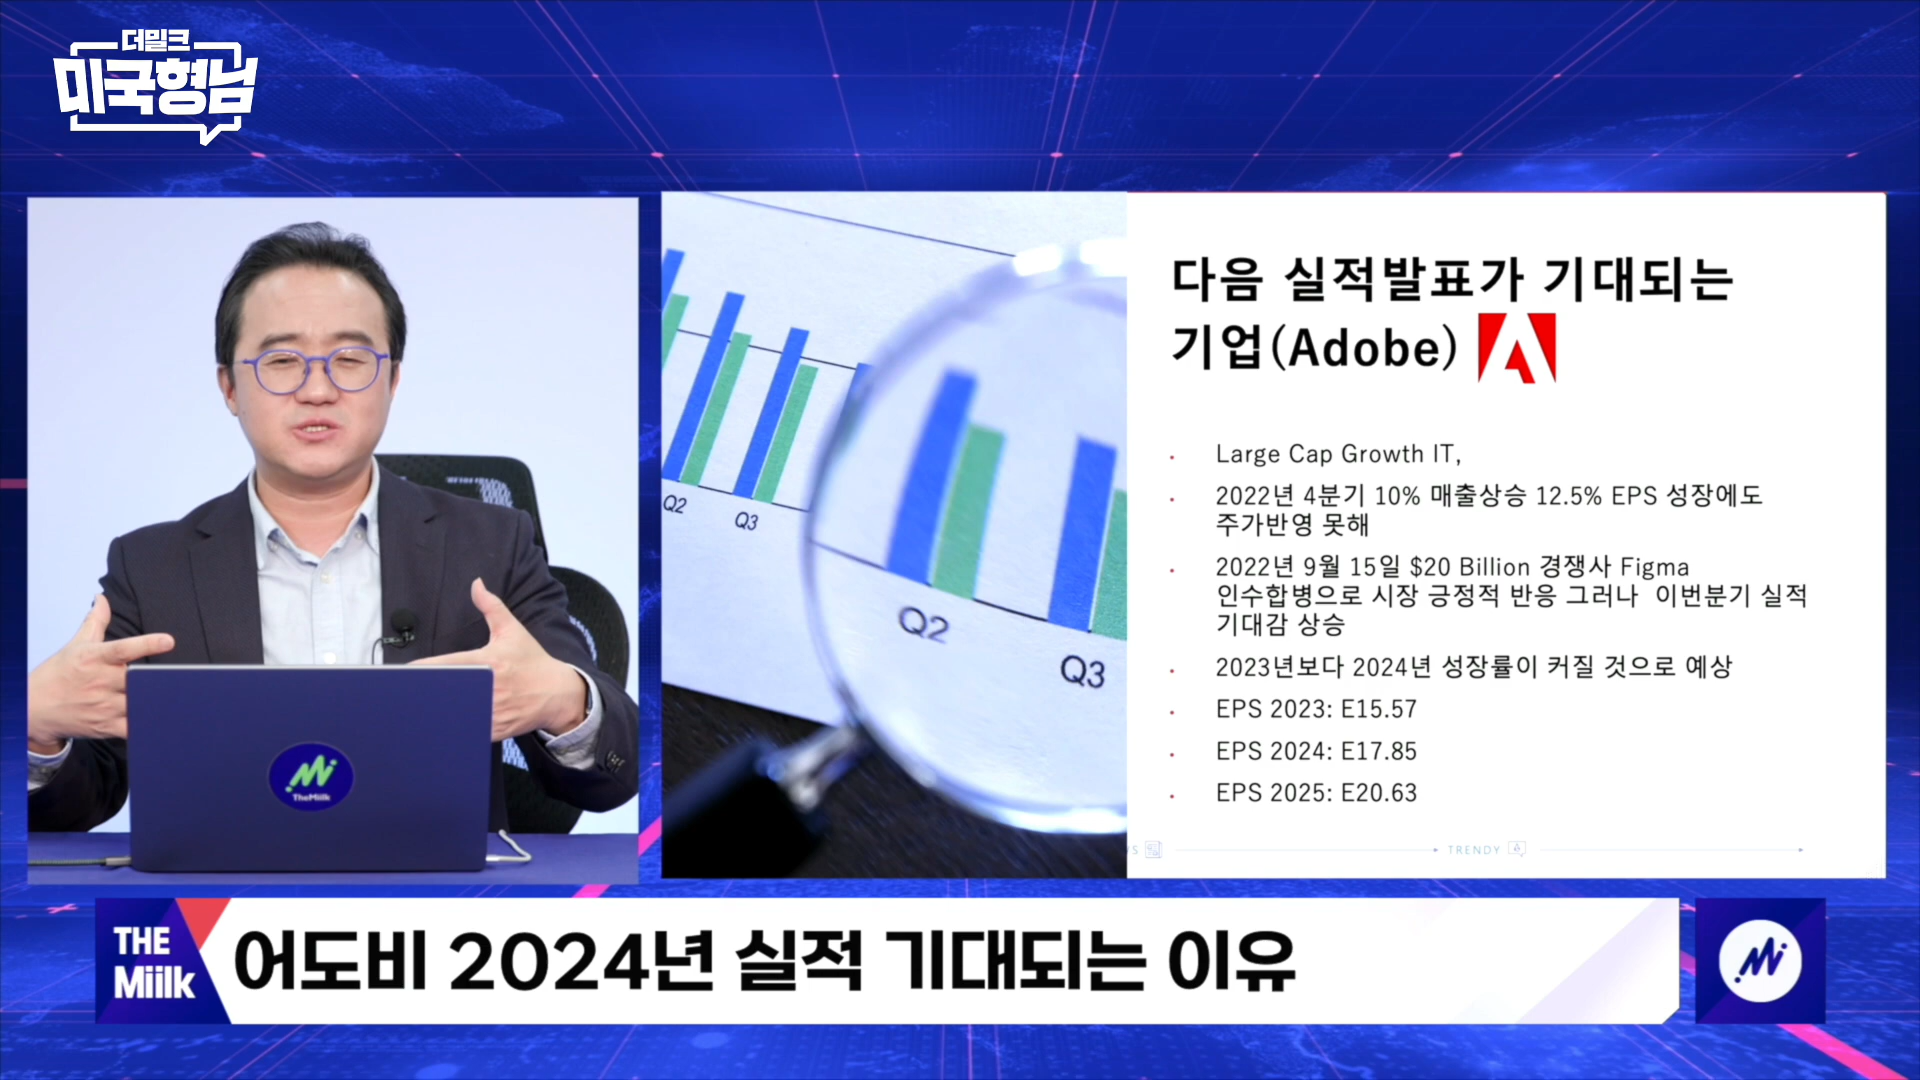 더밀크
미국형님
다음 실적발표가 기대되는
기업(Adobe)
Large Cap Growth IT,
2022년 4분기 10% 매출상승 12.5% EPS 성장에도
주가반영 못해
2022년 9월 15일 $20 Billion 경쟁사 Figma
인수합병으로 시장 긍정적 반응 그러나 이번분기 실적
기대감 상승
2023년보다 2024년 성장률이 커질 것으로 예상
EPS 2023: E15.57
EPS 2024: E17.85
EPS 2025: E20.63
TRENDY
Q2
Q3
Q2
Q3
TheMiilk
THE
Miilk
어도비 2024년 실적 기대되는 이유